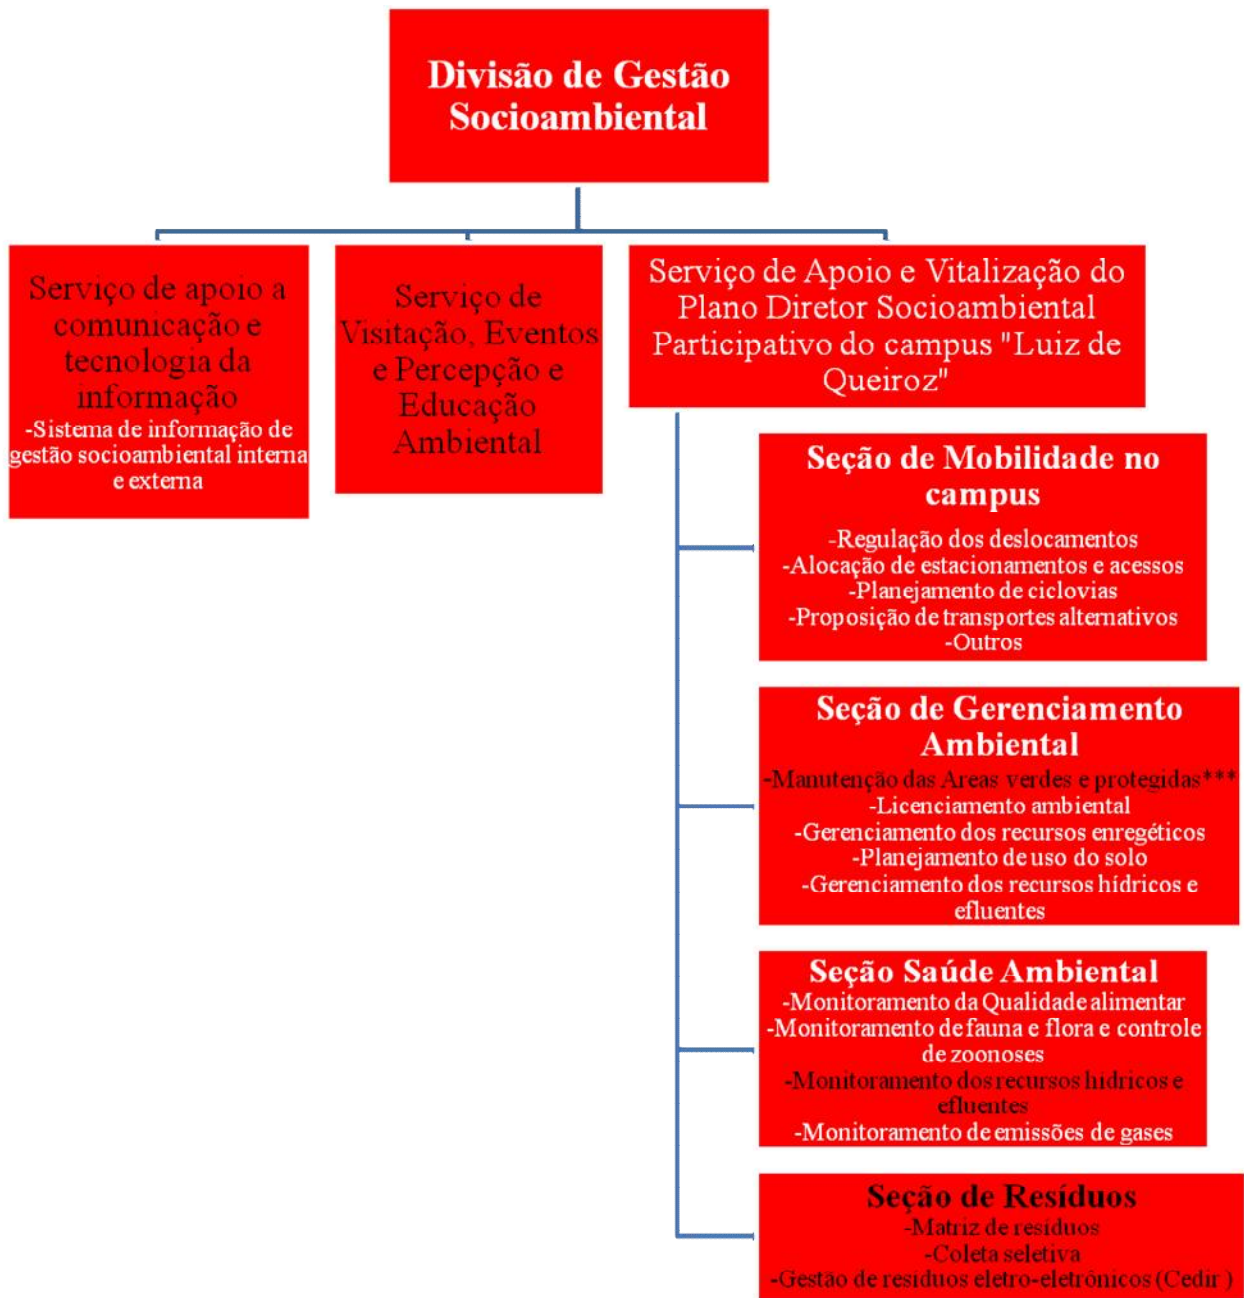 Divisão de Gestão
Socioambiental
Serviço de apoio a
comunicação e
tecnologia da
informação
-Sistema de informação de
gestão socioambiental interna
e externa
Serviço de
Visitação, Eventos
e Percepção e
Educação
Ambiental
Serviço de Apoio e Vitalização do
Plano Diretor Socioambiental
Participativo do campus "Luiz de
Queiroz"
Seção de Mobilidade no
campus
-Regulação dos deslocamentos
-Alocação de estacionamentos e acessos
-Planejamento de ciclovias
-Proposição de transportes alternativos
-Outros
Seção de Gerenciamento
Ambiental
-Manutenção das Areas verdes e protegidas***
-Licenciamento ambiental
-Gerenciamento dos recursos enregéticos
-Planejamento de uso do solo
-Gerenciamento dos recursos hídricos e
efluentes
Seção Saúde Ambiental
-Monitoramento da Qualidade alimentar
-Monitoramento de fauna e flora e controle
de zoonoses
-Monitoramento dos recursos hídricos e
efluentes
-Monitoramento de emissões de gases
Seção de Resíduos
-Matriz de resíduos
-Coleta seletiva
-Gestão de resíduos eletro-eletrônicos (Cedir )